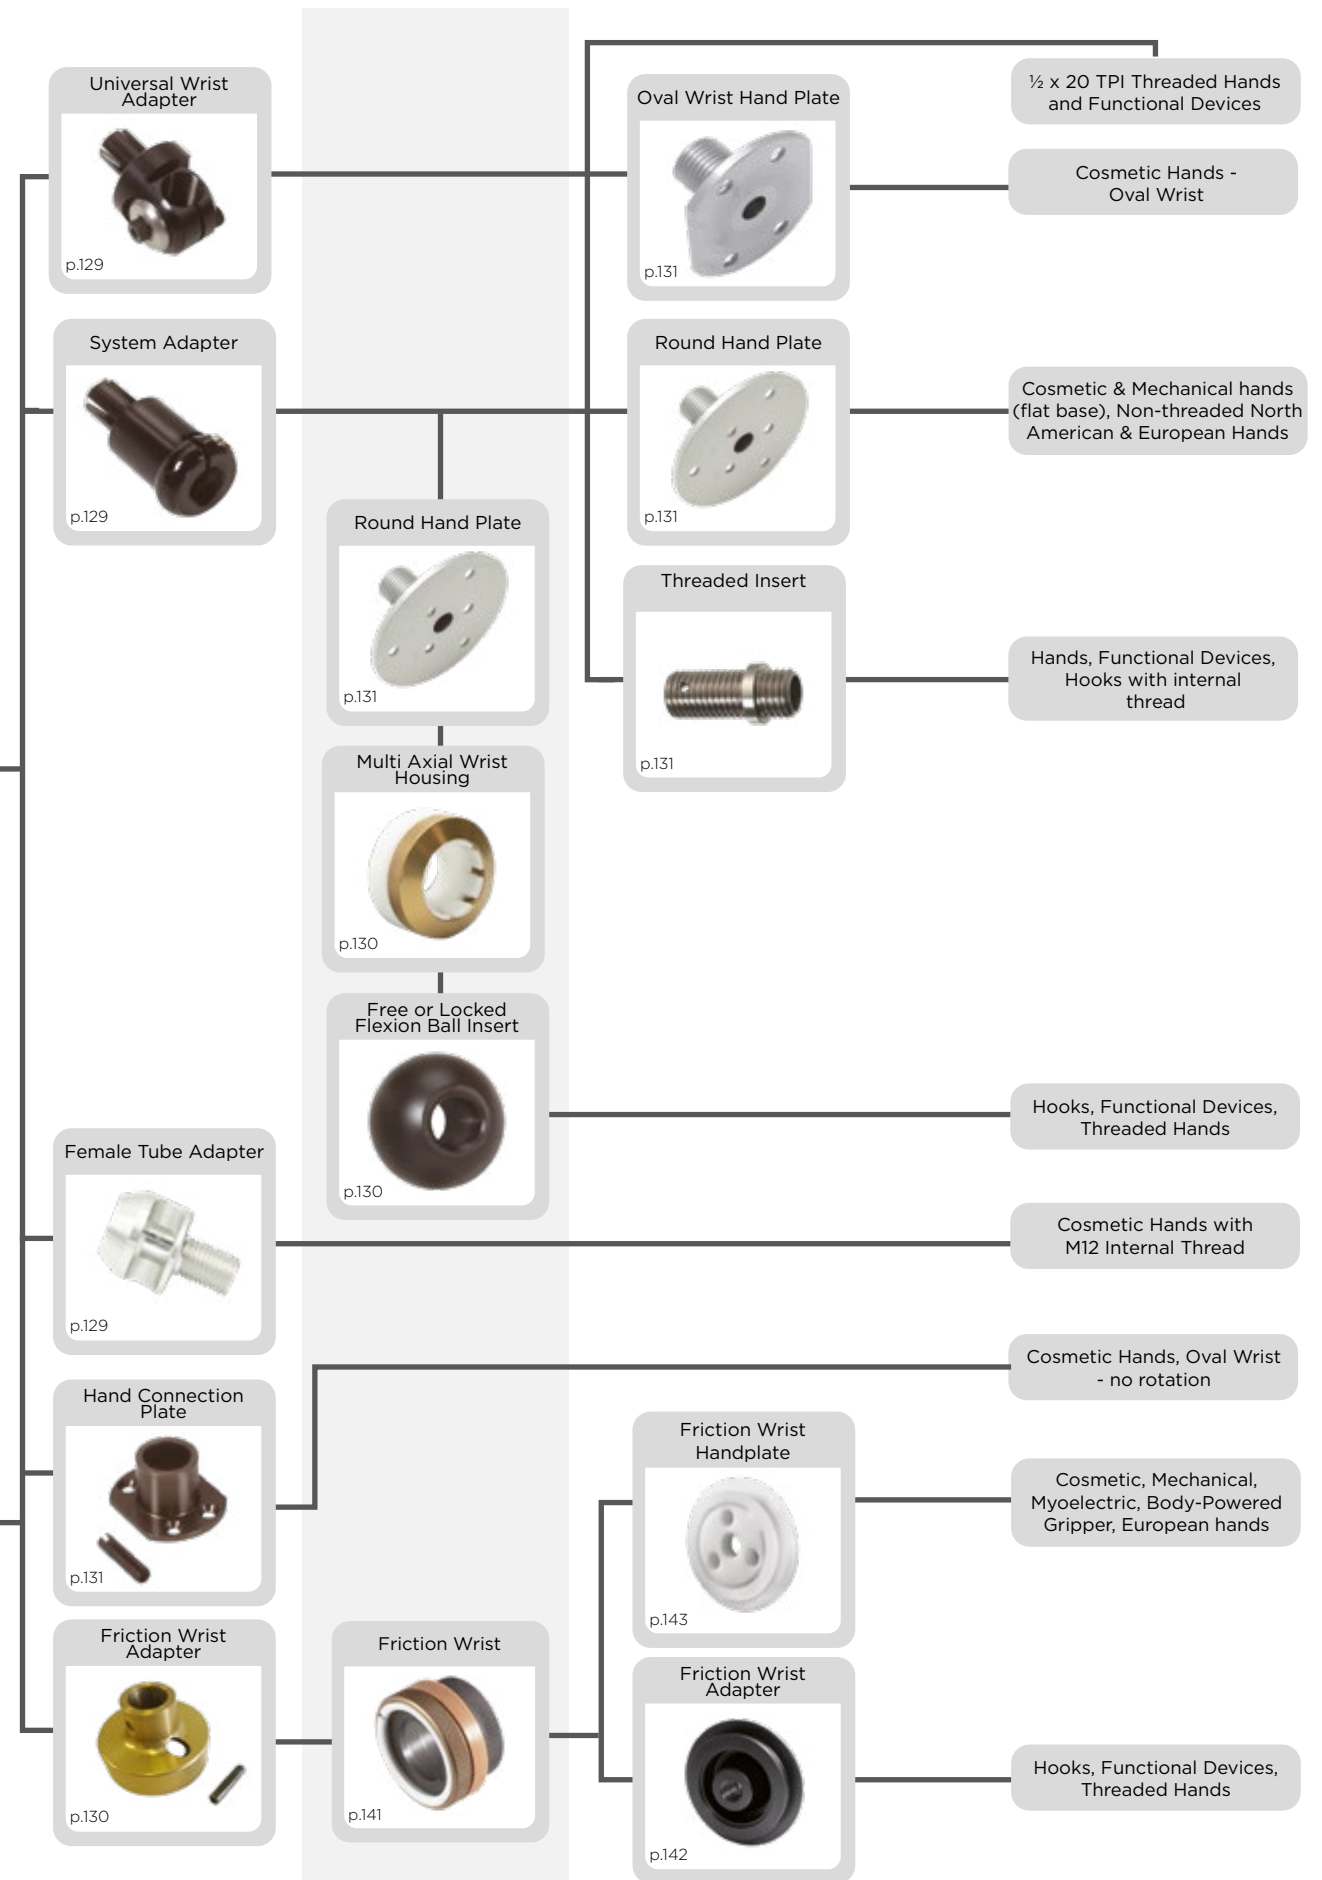 Universal Wrist
Adapter
p.129
Oval Wrist Hand Plate
p.131
½ x 20 TPI Threaded Hands
and Functional Devices
Cosmetic Hands -
Oval Wrist
System Adapter
p.129
Round Hand Plate
p.131
Cosmetic & Mechanical hands
(flat base), Non-threaded North
American & European Hands
Round Hand Plate
p.131
Threaded Insert
p.131
Hands, Functional Devices,
Hooks with internal
thread
Multi Axial Wrist
Housing
p.130
Free or Locked
Flexion Ball Insert
p.130
Hooks, Functional Devices,
Threaded Hands
Female Tube Adapter
p.129
Cosmetic Hands with
M12 Internal Thread
Hand Connection
Plate
p.131
Cosmetic Hands, Oval Wrist
- no rotation
Friction Wrist
Handplate
p.143
Cosmetic, Mechanical,
Myoelectric, Body-Powered
Gripper, European hands
Friction Wrist
Adapter
p.130
Friction Wrist
p.141
Friction Wrist
Adapter
p.142
Hooks, Functional Devices,
Threaded Hands